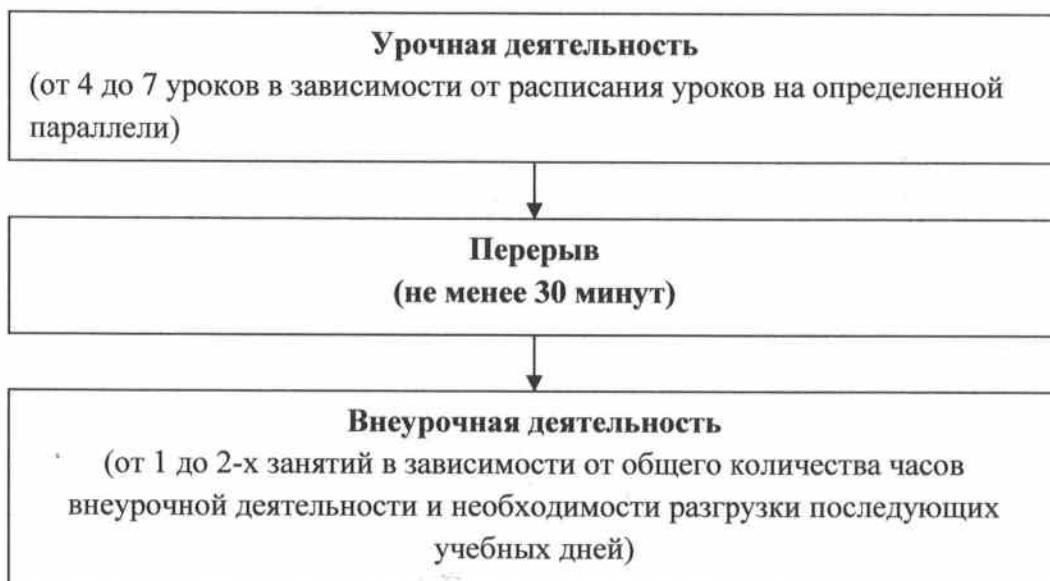 Урочная деятельность
(от 4 до 7 уроков в зависимости от расписания уроков на определенной
параллели)
Перерыв
(не менее 30 минут)
Внеурочная деятельность
(от 1 до 2-х занятий в зависимости от общего количества часов
внеурочной деятельности и необходимости разгрузки последующих
учебных дней)